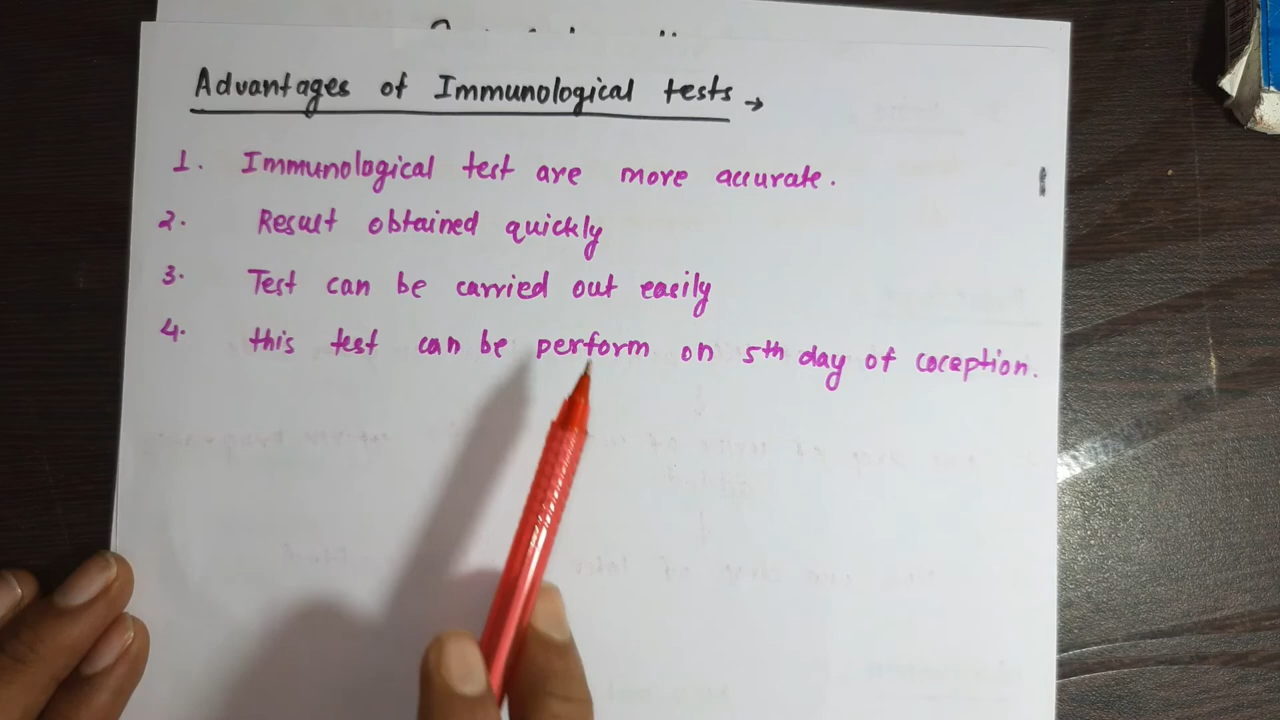 Advantages of Immunological tests →
1. Immunological test are more accurate.
2. Result obtained quickly
3. Test can be carried out easily
4. this test can be perform on 5th day of coception.